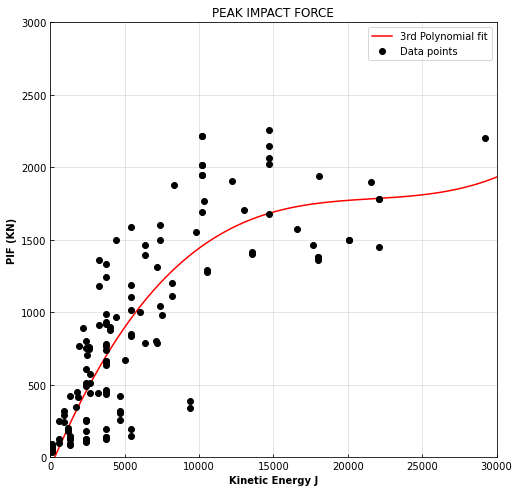 PEAK IMPACT FORCE
3rd Polynomial fit
Data points
3000
2500
2000
1500
1000
500
0
PIF (KN)
0 5000 10000 15000 20000 25000 30000
Kinetic Energy J